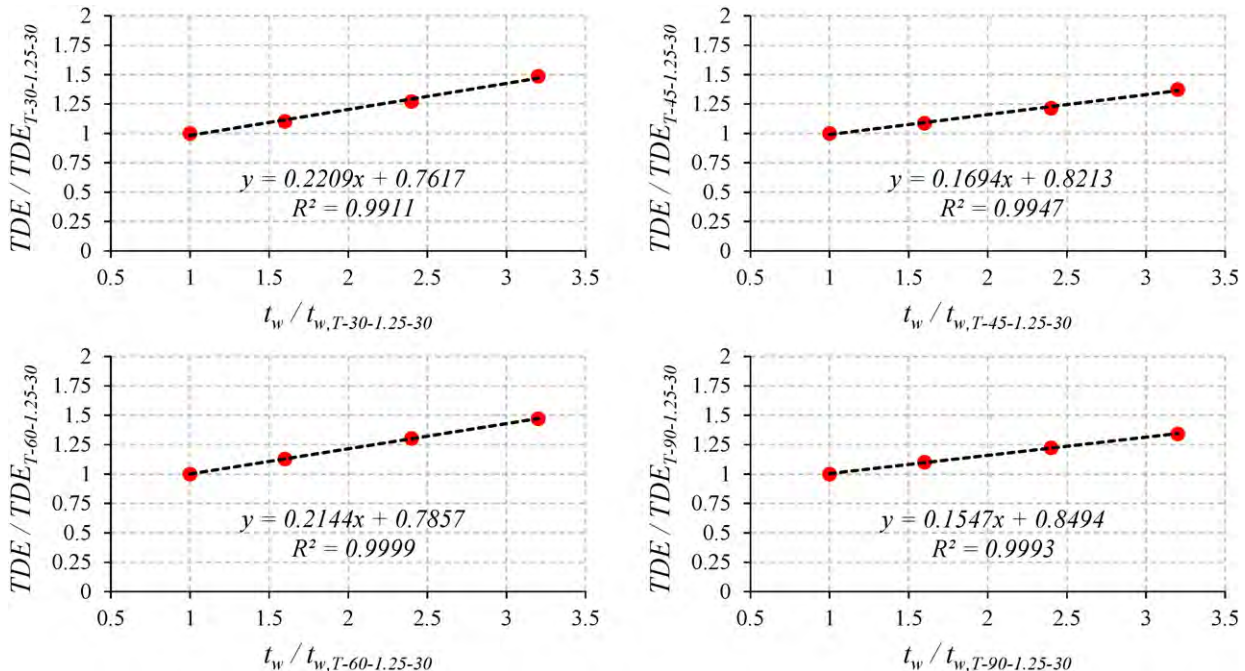 TDE / TDE_T-30-1.25-30
2
1.75
1.5
1.25
1
0.75
0.5
0.25
0
y = 0.2209x + 0.7617
R² = 0.9911
0.5 1 1.5 2 2.5 3 3.5
t_w / t_w,T-30-1.25-30
TDE / TDE_T-45-1.25-30
2
1.75
1.5
1.25
1
0.75
0.5
0.25
0
y = 0.1694x + 0.8213
R² = 0.9947
0.5 1 1.5 2 2.5 3 3.5
t_w / t_w,T-45-1.25-30
TDE / TDE_T-60-1.25-30
2
1.75
1.5
1.25
1
0.75
0.5
0.25
0
y = 0.2144x + 0.7857
R² = 0.9999
0.5 1 1.5 2 2.5 3 3.5
t_w / t_w,T-60-1.25-30
TDE / TDE_T-90-1.25-30
2
1.75
1.5
1.25
1
0.75
0.5
0.25
0
y = 0.1547x + 0.8494
R² = 0.9993
0.5 1 1.5 2 2.5 3 3.5
t_w / t_w,T-90-1.25-30